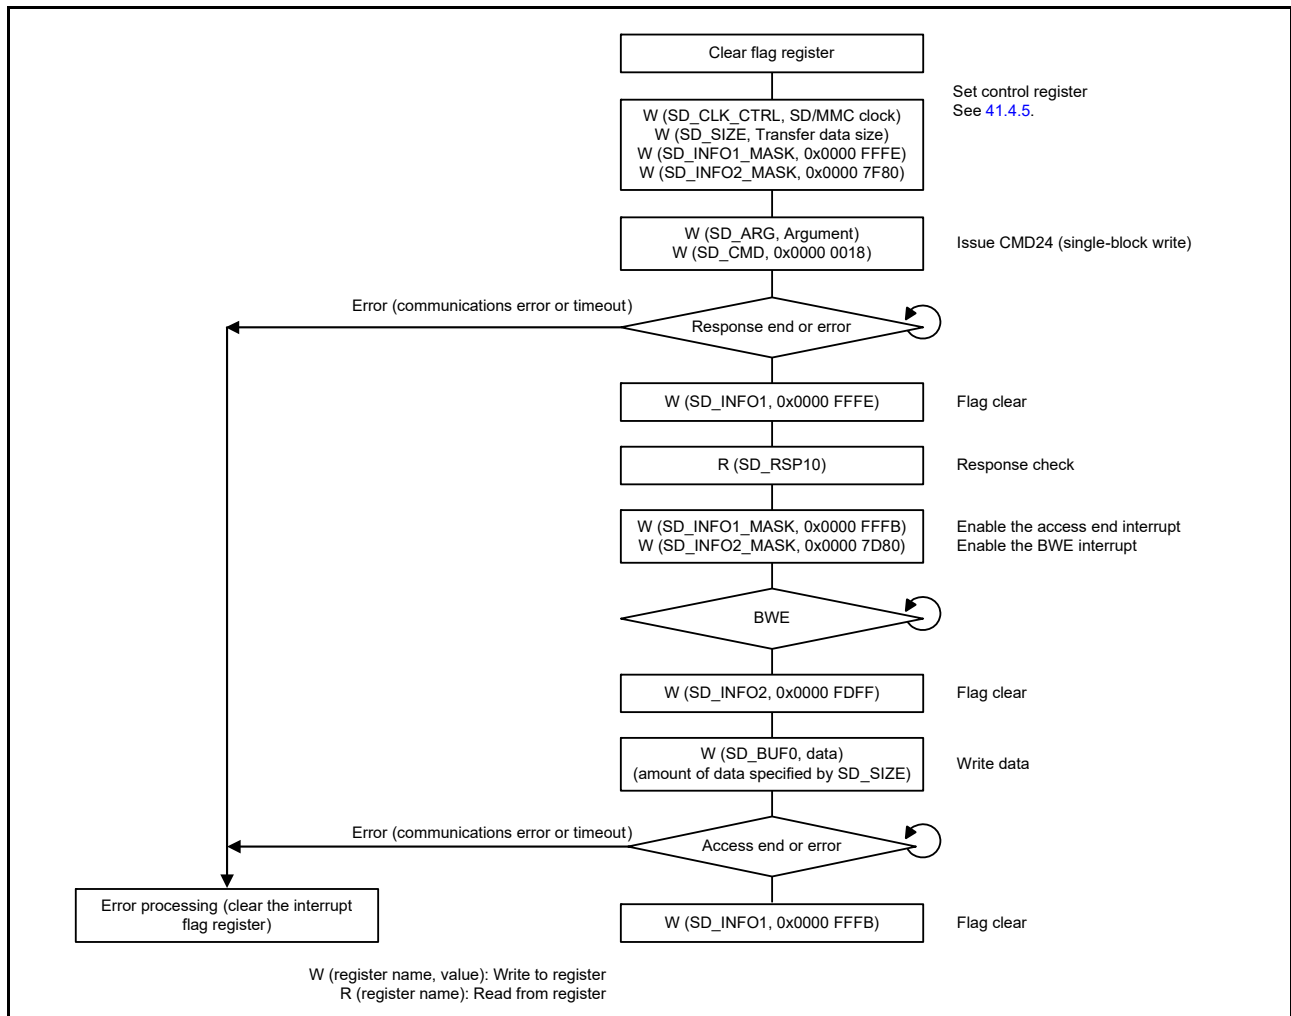 Clear flag register
Set control register
See 41.4.5.
W (SD_CLK_CTRL, SD/MMC clock)
W (SD_SIZE, Transfer data size)
W (SD_INFO1_MASK, 0x0000 FFFE)
W (SD_INFO2_MASK, 0x0000 7F80)
W (SD_ARG, Argument)
W (SD_CMD, 0x0000 0018)
Issue CMD24 (single-block write)
Error (communications error or timeout)
Response end or error
W (SD_INFO1, 0x0000 FFFE)
Flag clear
R (SD_RSP10)
Response check
W (SD_INFO1_MASK, 0x0000 FFFB)
W (SD_INFO2_MASK, 0x0000 7D80)
Enable the access end interrupt
Enable the BWE interrupt
BWE
W (SD_INFO2, 0x0000 FDFF)
Flag clear
W (SD_BUF0, data)
(amount of data specified by SD_SIZE)
Write data
Error (communications error or timeout)
Access end or error
Error processing (clear the interrupt
flag register)
W (SD_INFO1, 0x0000 FFFB)
Flag clear
W (register name, value): Write to register
R (register name): Read from register